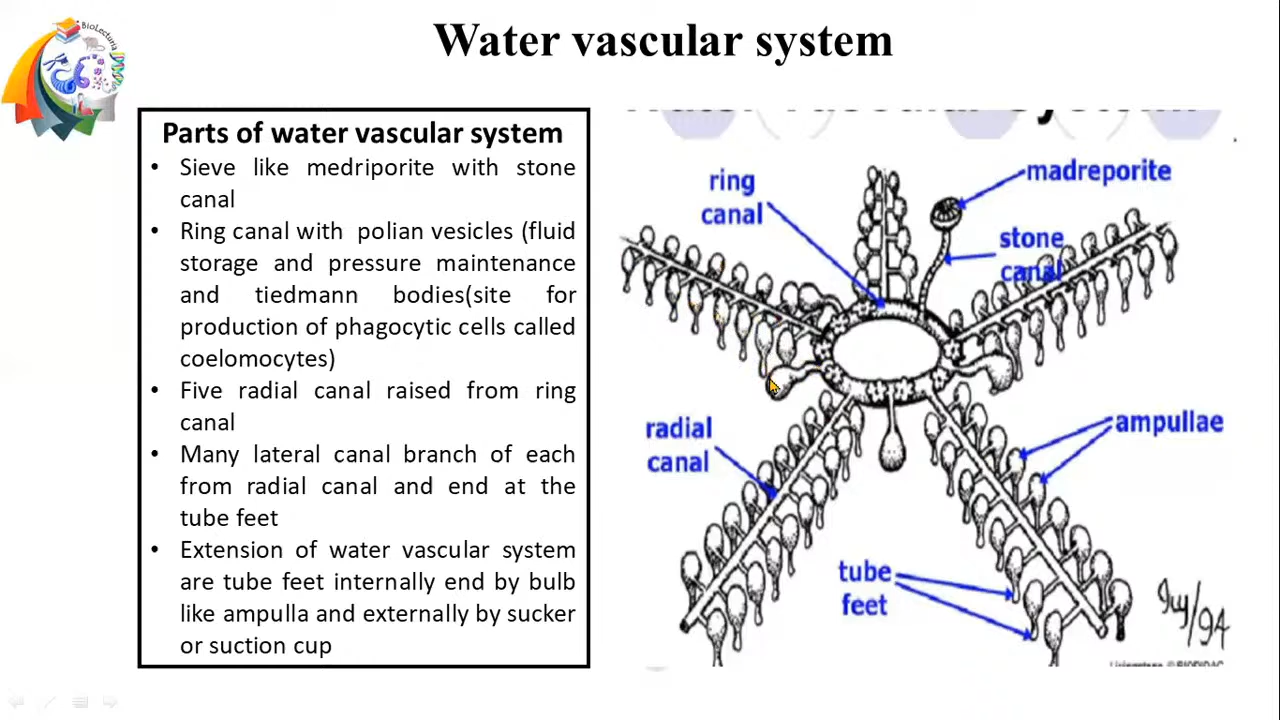 BioLecturia
Water vascular system
Parts of water vascular system
• Sieve like medriporite with stone
canal
• Ring canal with polian vesicles (fluid
storage and pressure maintenance
and tiedmann bodies(site for
production of phagocytic cells called
coelomocytes)
• Five radial canal raised from ring
canal
• Many lateral canal branch of each
from radial canal and end at the
tube feet
• Extension of water vascular system
are tube feet internally end by bulb
like ampulla and externally by sucker
or suction cup
ring
canal
madreporite
stone
canal
radial
canal
ampullae
tube
feet
Ivy/94